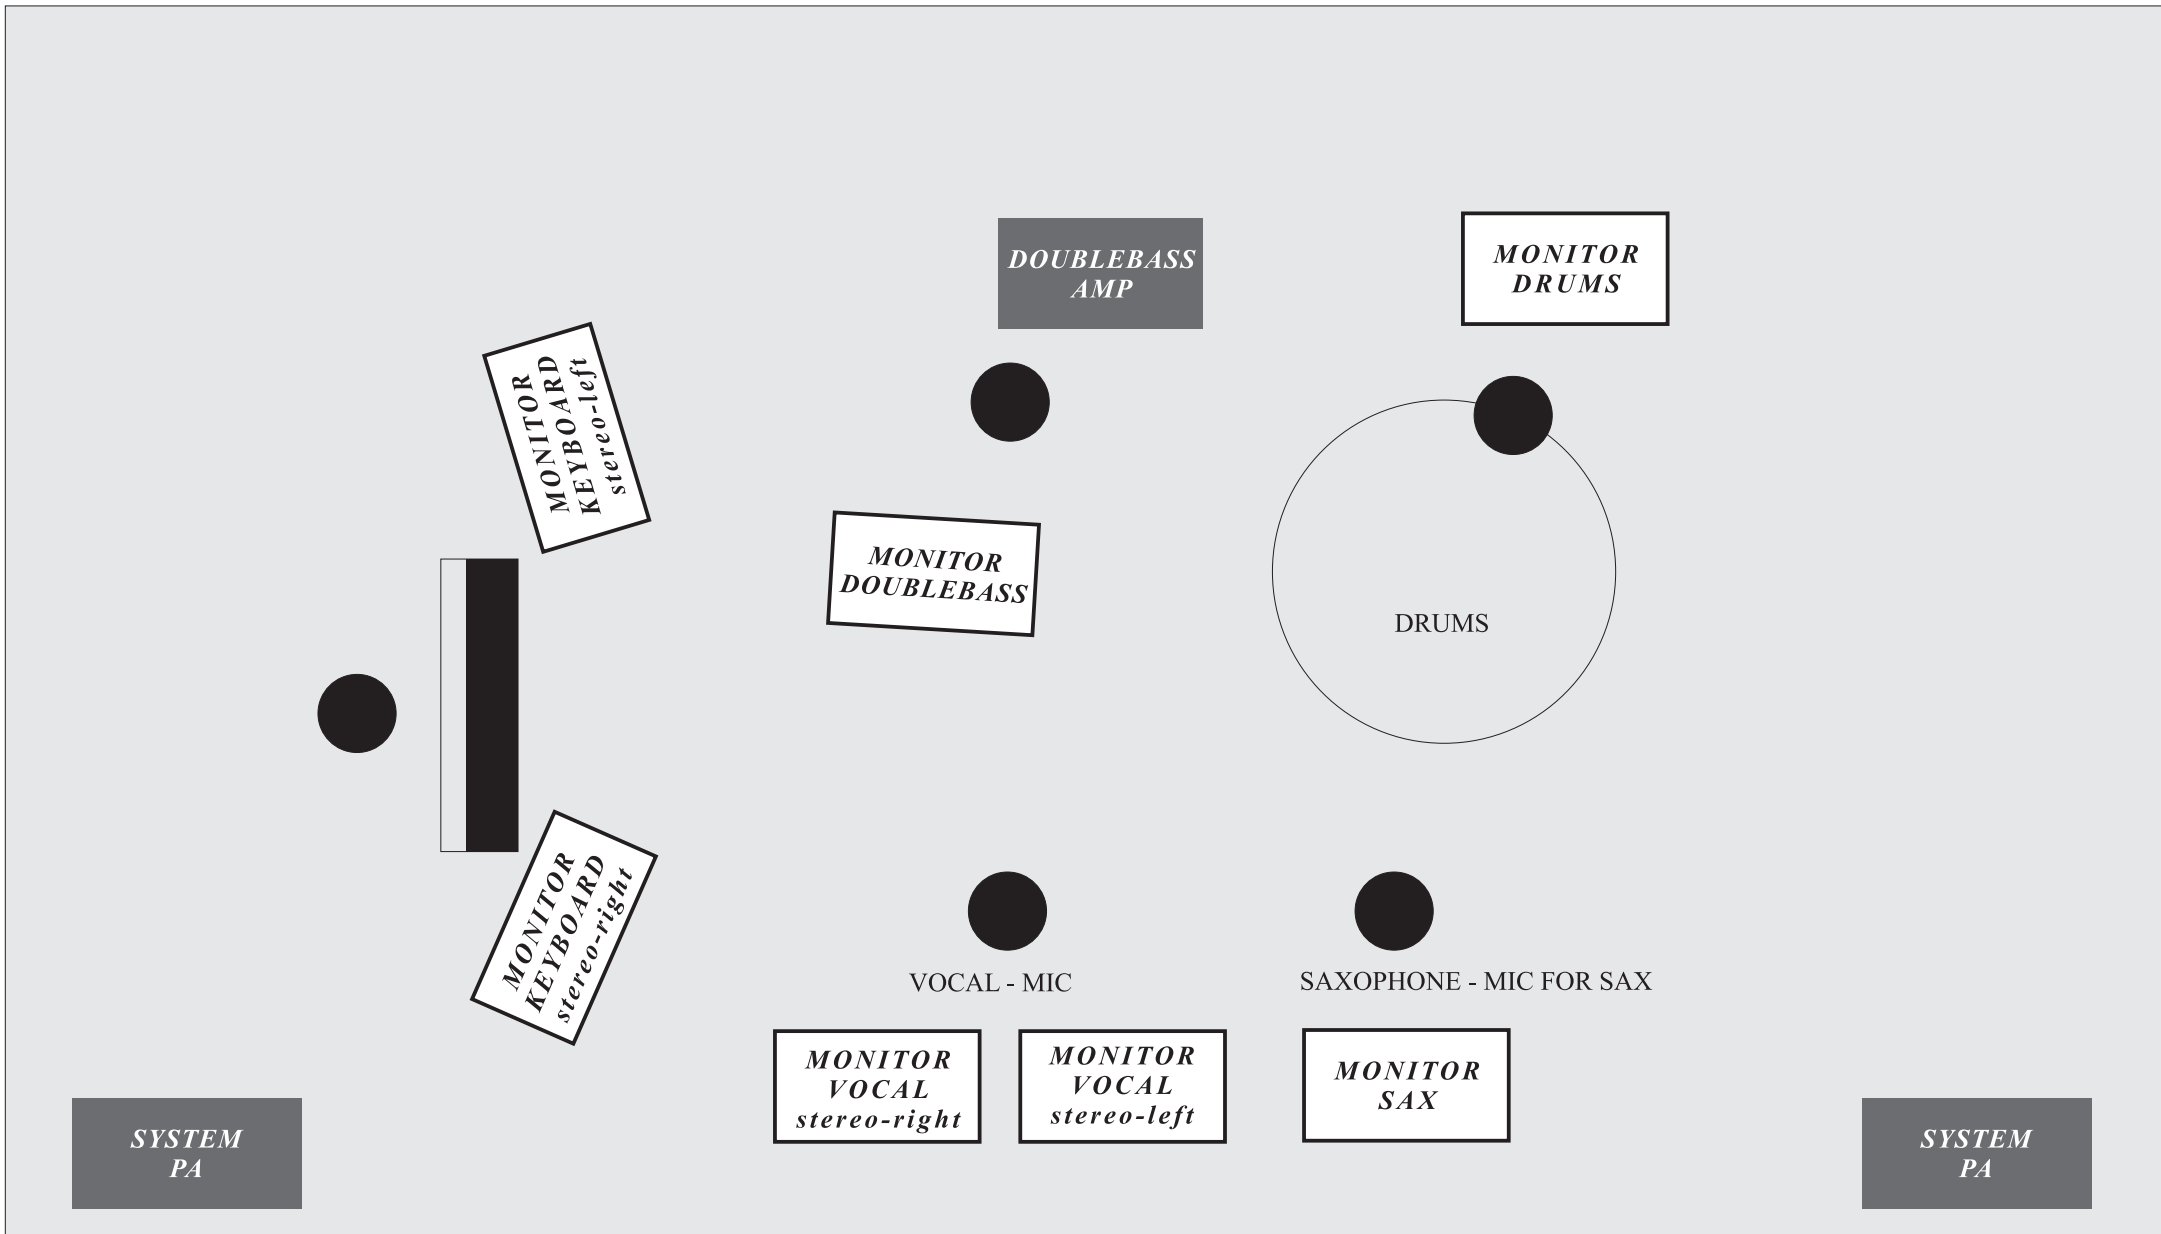 DOUBLEBASS
AMP
MONITOR
DRUMS
MONITOR
KEYBOARD
stereo-left
MONITOR
DOUBLEBASS
DRUMS
MONITOR
KEYBOARD
stereo-right
VOCAL - MIC
SAXOPHONE - MIC FOR SAX
MONITOR
VOCAL
stereo-right
MONITOR
VOCAL
stereo-left
MONITOR
SAX
SYSTEM
PA
SYSTEM
PA